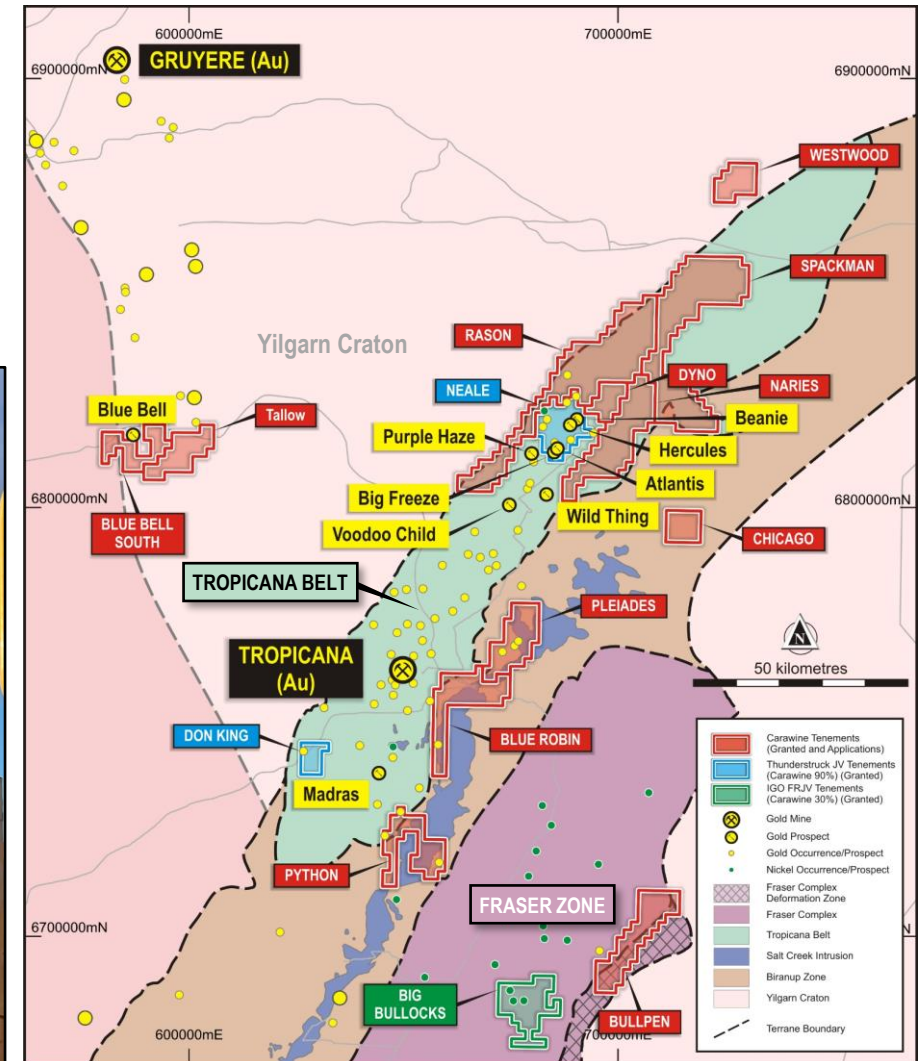 600000mE
700000mE
GRUYERE (Au)
6900000mN
6900000mN
WESTWOOD
SPACKMAN
Yilgarn Craton
RASON
NEALE
DYNO
NARIES
Blue Bell
Tallow
Beanie
Purple Haze
Hercules
Big Freeze
Atlantis
6800000mN
6800000mN
Voodoo Child
Wild Thing
BLUE BELL
SOUTH
CHICAGO
TROPICANA BELT
PLEIADES
N
TROPICANA
(Au)
50 kilometres
DON KING
BLUE ROBIN
Madras
PYTHON
FRASER ZONE
6700000mN
N
BIG
BULLOCKS
BULLPEN
600000mE
700000mE
Carawine Tenements
(Granted and Applications)
Thunderstruck JV Tenements
(Carawine 90%) (Granted)
IGO FRJV Tenements
(Carawine 30%) (Granted)
Gold Mine
Gold Prospect
Gold Occurrence/Prospect
Nickel Occurrence/Prospect
Fraser Complex
Deformation Zone
Fraser Complex
Tropicana Belt
Salt Creek Intrusion
Biranup Zone
Yilgarn Craton
Terrane Boundary